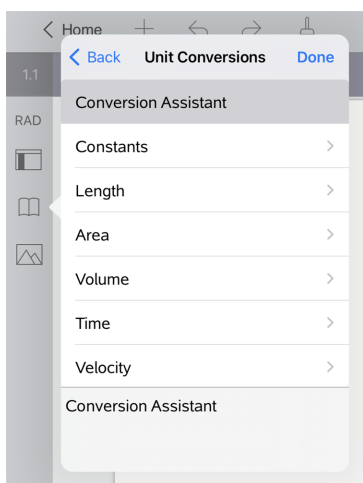 Home
Back Unit Conversions Done
1.1
Conversion Assistant
RAD
Constants
Length
Area
Volume
Time
Velocity
Conversion Assistant